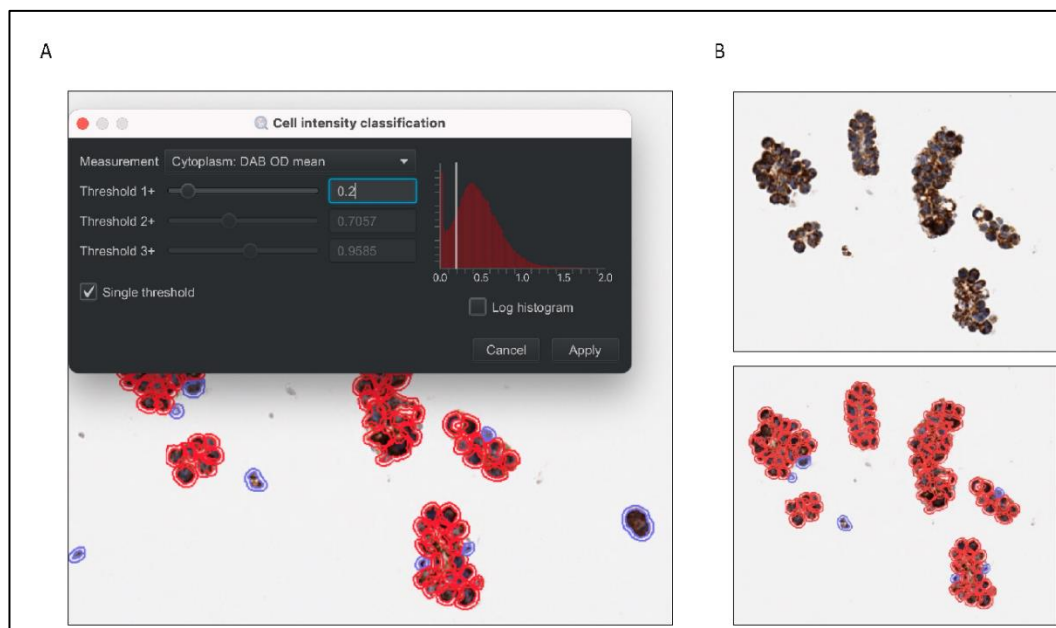 A
B
Cell intensity classification
Measurement Cytoplasm: DAB OD mean
Threshold 1+ 0.2
Threshold 2+ 0.7057
Threshold 3+ 0.9585
0.0 0.5 1.0 1.5 2.0
Single threshold
Log histogram
Cancel Apply